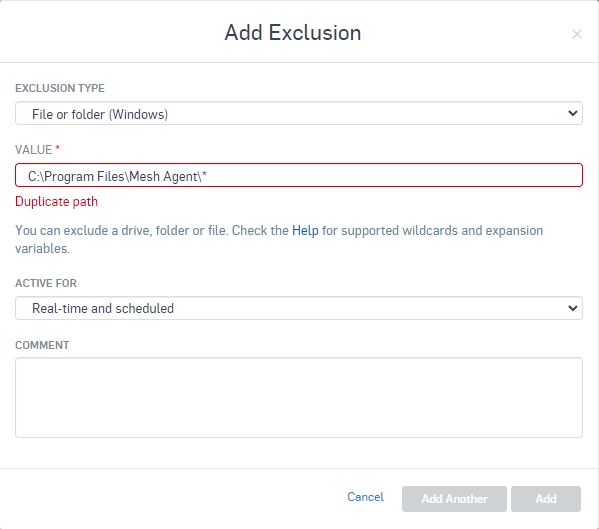 Add Exclusion
×
EXCLUSION TYPE
File or folder (Windows)
VALUE *
C:\Program Files\Mesh Agent\*
Duplicate path
You can exclude a drive, folder or file. Check the Help for supported wildcards and expansion
variables.
ACTIVE FOR
Real-time and scheduled
COMMENT
Cancel Add Another Add